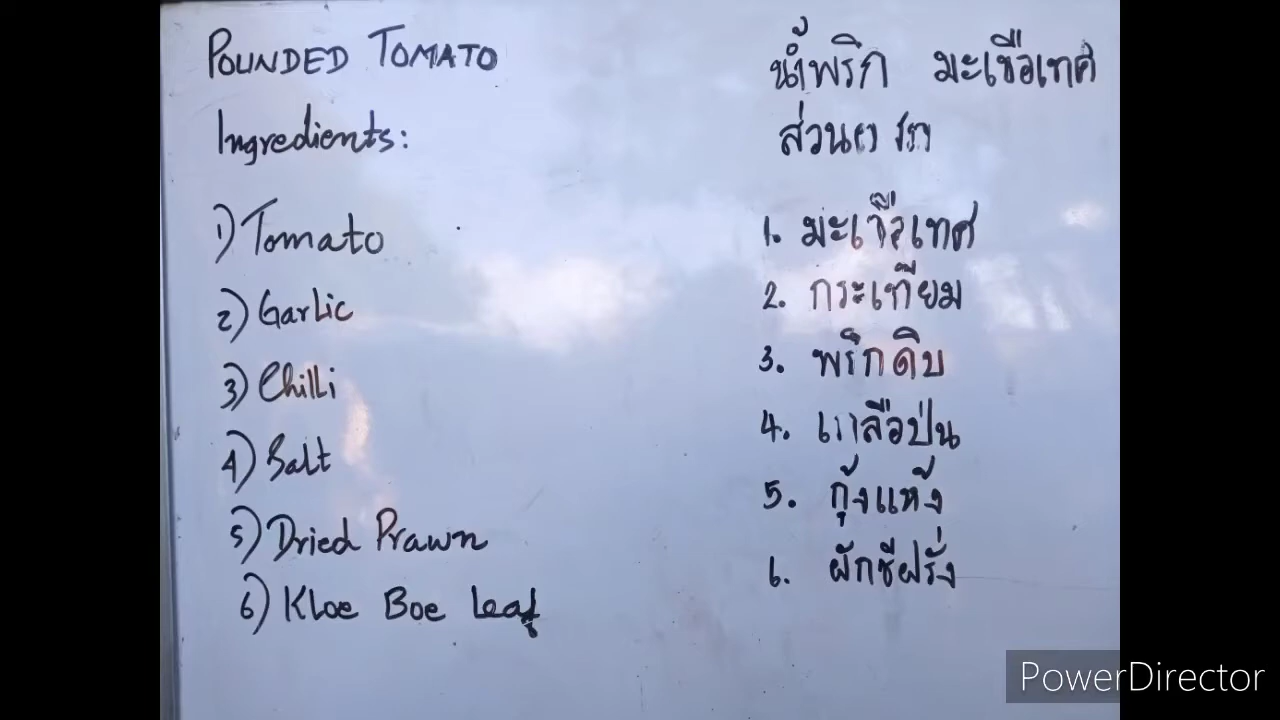 POUNDED TOMATO
Ingredients:
1) Tomato
2) Garlic
3) Chilli
4) Salt
5) Dried Prawn
6) Kloe Boe Leaf
น้ำพริก มะเขือเทศ
1. มะเขือเทศ
2. กระเทียม
3. พริกดิบ
4. เกลือป่น
5. กุ้งแห้ง
6. ผักชีฝรั่ง
PowerDirector